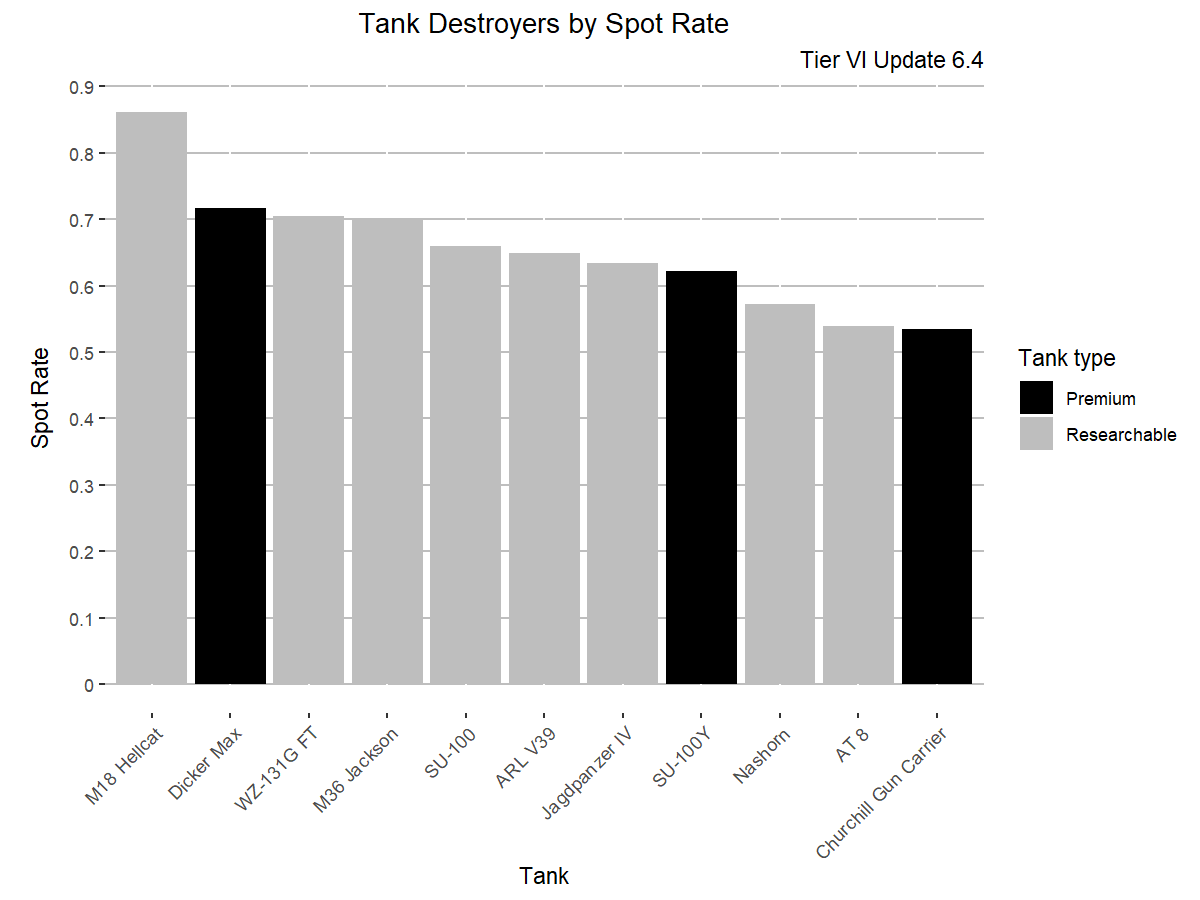 Tank Destroyers by Spot Rate
Tier VI Update 6.4
0.9
0.8
0.7
0.6
0.5
0.4
0.3
0.2
0.1
0
Spot Rate
M18 Hellcat
Dicker Max
WZ-131G FT
M36 Jackson
SU-100
ARL V39
Jagdpanzer IV
SU-100Y
Nashorn
AT 8
Churchill Gun Carrier
Tank
Tank type
Premium
Researchable